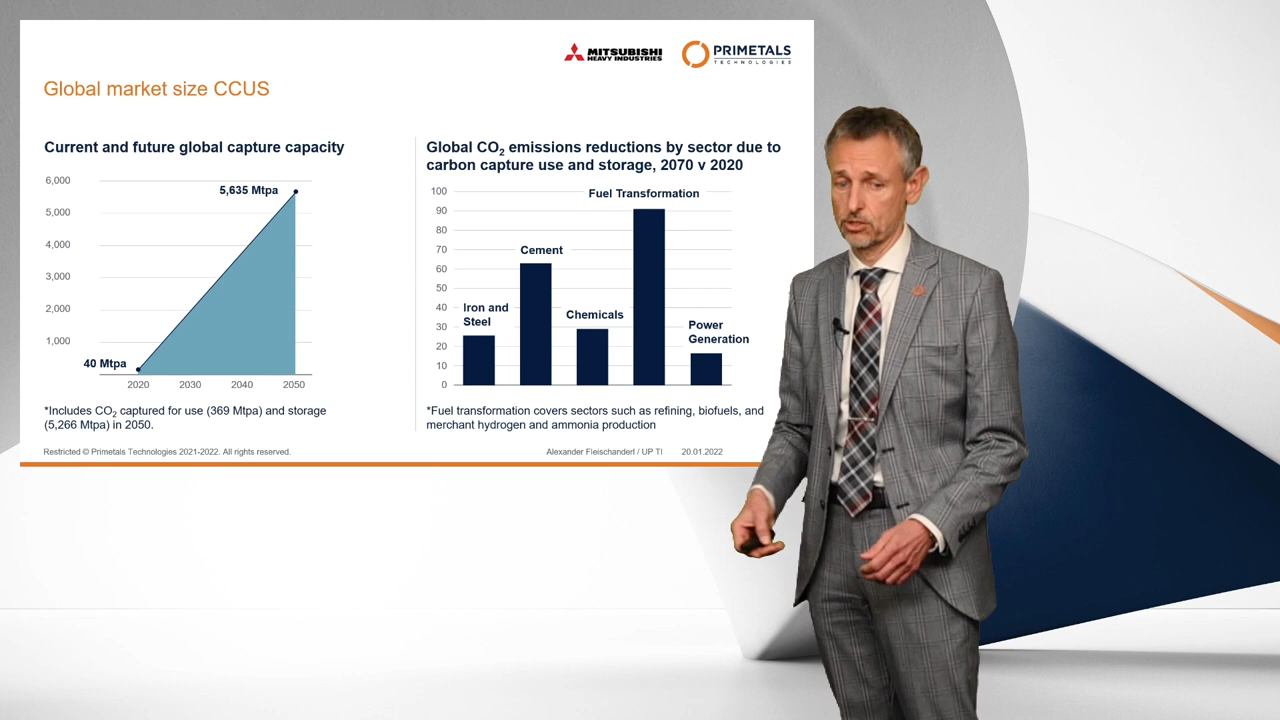 MITSUBISHI
HEAVY INDUSTRIES
PRIMETALS
TECHNOLOGIES
Global market size CCUS
Current and future global capture capacity
6,000
5,000
4,000
3,000
2,000
1,000
5,635 Mtpa
40 Mtpa
2020 2030 2040 2050
*Includes CO2 captured for use (369 Mtpa) and storage
(5,266 Mtpa) in 2050.
Global CO2 emissions reductions by sector due to
carbon capture use and storage, 2070 v 2020
100
90
80
70
60
50
40
30
20
10
0
Iron and
Steel
Cement
Chemicals
Fuel Transformation
Power
Generation
*Fuel transformation covers sectors such as refining, biofuels, and
merchant hydrogen and ammonia production
Restricted © Primetals Technologies 2021-2022. All rights reserved.
Alexander Fleischanderl / UP TI 20.01.2022